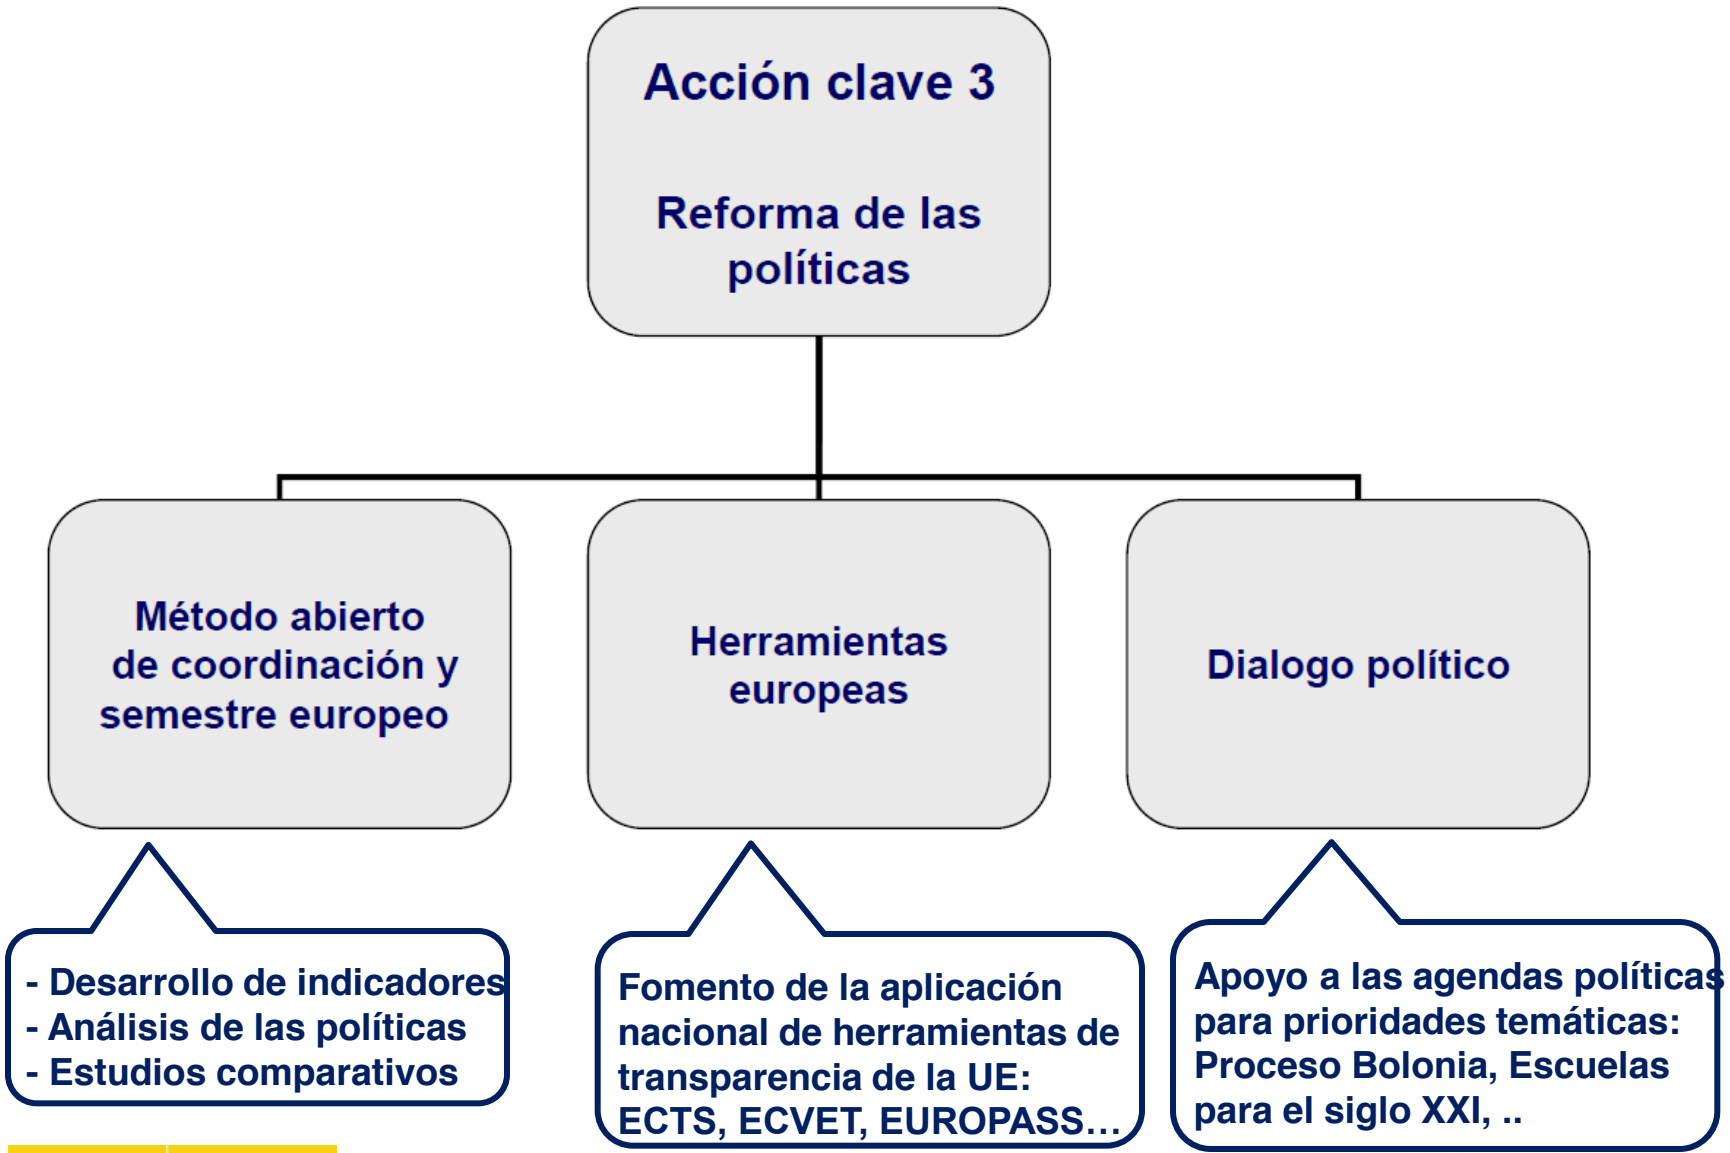 Acción clave 3
Reforma de las
políticas
Método abierto
de coordinación y
semestre europeo
Herramientas
europeas
Dialogo político
- Desarrollo de indicadores
- Análisis de las políticas
- Estudios comparativos
Fomento de la aplicación
nacional de herramientas de
transparencia de la UE:
ECTS, ECVET, EUROPASS…
Apoyo a las agendas políticas
para prioridades temáticas:
Proceso Bolonia, Escuelas
para el siglo XXI, ..